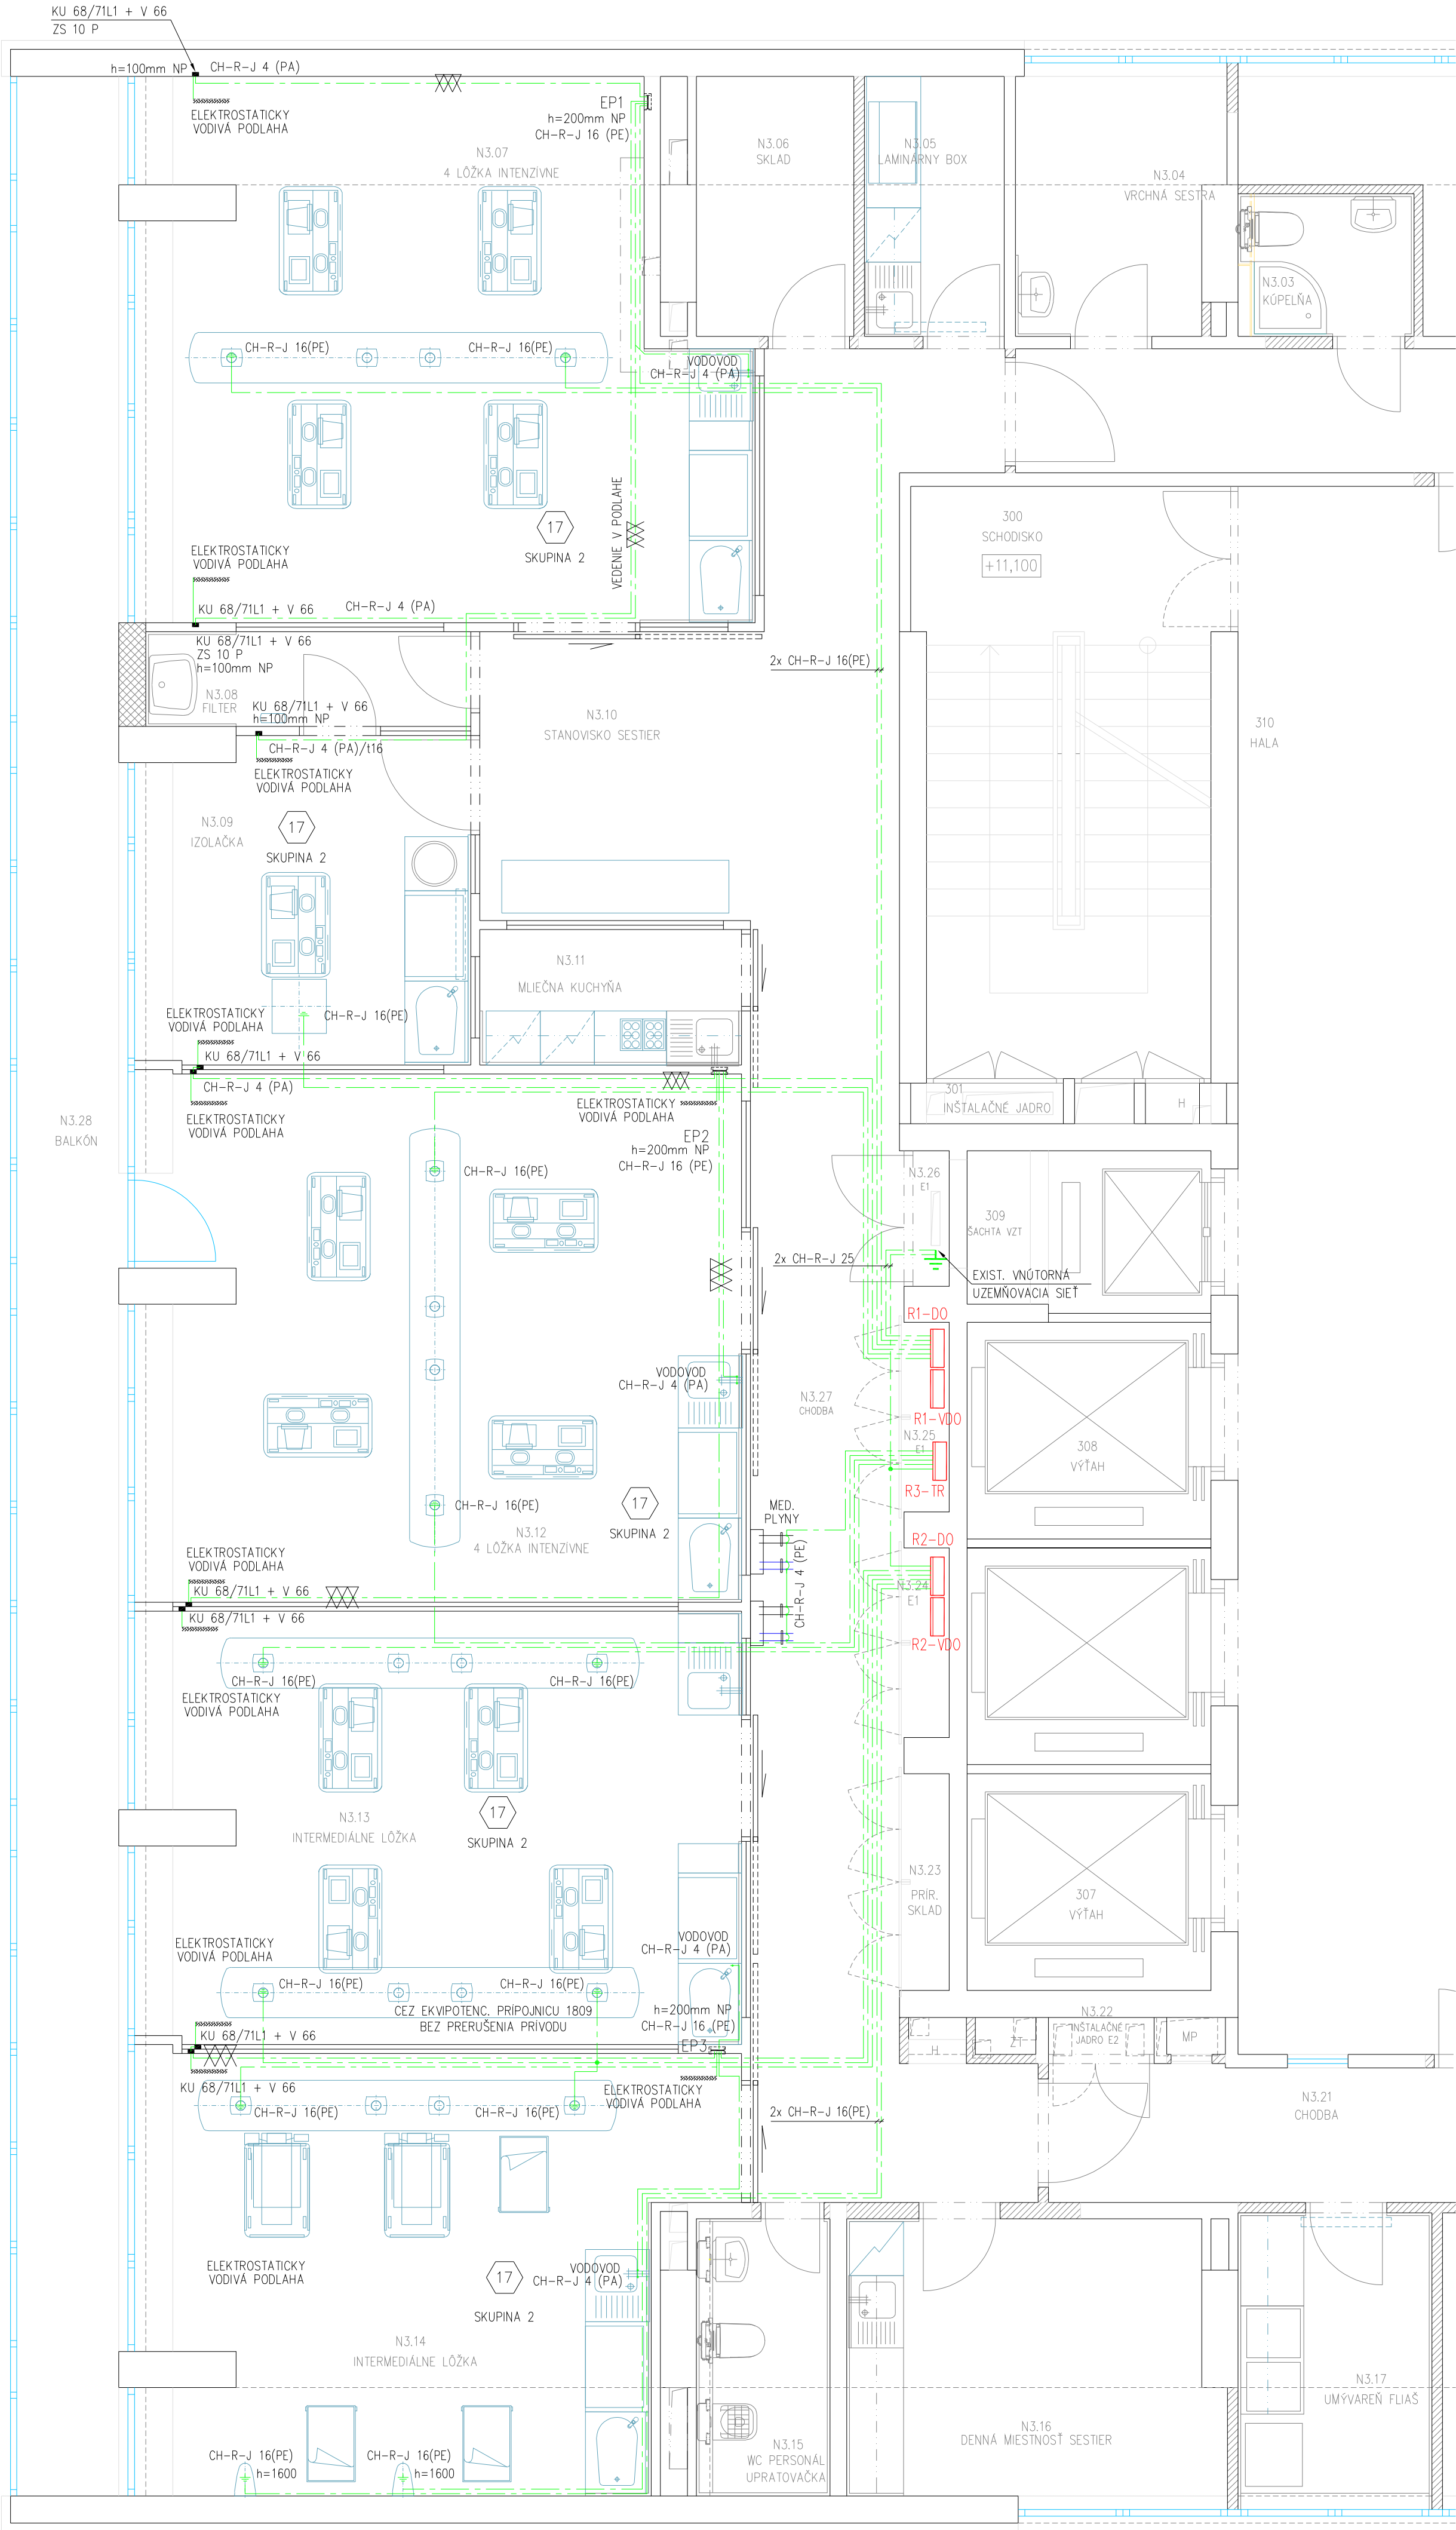 KU 68/71L1 + V 66
ZS 10 P
h=100mm NP
CH-R-J 4 (PA)
ELEKTROSTATICKY
VODIVÁ PODLAHA
EP1
h=200mm NP
CH-R-J 16 (PE)
N3.07
4 LÔŽKA INTENZÍVNE
N3.06
SKLAD
N3.05
LAMINÁRNY BOX
N3.04
VRCHNÁ SESTRA
N3.03
KÚPEĽŇA
CH-R-J 16(PE)
CH-R-J 16(PE)
VODOVOD
CH-R-J 4 (PA)
17
SKUPINA 2
VEDENIE V PODLAHE
300
SCHODISKO
+11,100
ELEKTROSTATICKY
VODIVÁ PODLAHA
KU 68/71L1 + V 66
CH-R-J 4 (PA)
KU 68/71L1 + V 66
ZS 10 P
h=100mm NP
N3.08
FILTER
KU 68/71L1 + V 66
h=100mm NP
CH-R-J 4 (PA)/t16
ELEKTROSTATICKY
VODIVÁ PODLAHA
2x CH-R-J 16(PE)
N3.10
STANOVISKO SESTIER
310
HALA
N3.09
IZOLAČKA
17
SKUPINA 2
N3.11
MLIEČNA KUCHYŇA
ELEKTROSTATICKY
VODIVÁ PODLAHA
CH-R-J 16(PE)
KU 68/71L1 + V 66
CH-R-J 4 (PA)
ELEKTROSTATICKY
VODIVÁ PODLAHA
N3.28
BALKÓN
ELEKTROSTATICKY
VODIVÁ PODLAHA
EP2
h=200mm NP
CH-R-J 16 (PE)
301
INŠTALAČNÉ JADRO
H
CH-R-J 16(PE)
N3.26
E1
309
ŠACHTA VZT
2x CH-R-J 25
EXIST. VNÚTORNÁ
UZEMŇOVACIA SIEŤ
R1-DO
VODOVOD
CH-R-J 4 (PA)
N3.27
CHODBA
R1-VDO
N3.25
E1
308
VÝŤAH
R3-TR
CH-R-J 16(PE)
17
SKUPINA 2
N3.12
4 LÔŽKA INTENZÍVNE
MED.
PLYNY
CH-R-J 4 (PE)
R2-DO
N3.24
E1
R2-VDO
ELEKTROSTATICKY
VODIVÁ PODLAHA
KU 68/71L1 + V 66
KU 68/71L1 + V 66
CH-R-J 16(PE)
CH-R-J 16(PE)
ELEKTROSTATICKY
VODIVÁ PODLAHA
N3.13
INTERMEDIÁLNE LÔŽKA
17
SKUPINA 2
N3.23
PRÍR.
SKLAD
307
VÝŤAH
ELEKTROSTATICKY
VODIVÁ PODLAHA
VODOVOD
CH-R-J 4 (PA)
CH-R-J 16(PE)
CH-R-J 16(PE)
CEZ EKVIPOTENC. PRÍPOJNICU 1809
BEZ PRERUŠENIA PRÍVODU
h=200mm NP
CH-R-J 16 (PE)
EP3
KU 68/71L1 + V 66
KU 68/71L1 + V 66
ELEKTROSTATICKY
VODIVÁ PODLAHA
CH-R-J 16(PE)
CH-R-J 16(PE)
2x CH-R-J 16(PE)
N3.22
INŠTALAČNÉ
JADRO E2
H
ZT
MP
N3.21
CHODBA
ELEKTROSTATICKY
VODIVÁ PODLAHA
17
SKUPINA 2
VODOVOD
CH-R-J 4 (PA)
N3.14
INTERMEDIÁLNE LÔŽKA
CH-R-J 16(PE)
h=1600
CH-R-J 16(PE)
h=1600
N3.15
WC PERSONÁL
UPRATOVAČKA
N3.16
DENNÁ MIESTNOSŤ SESTIER
N3.17
UMÝVAREŇ FLIAŠ